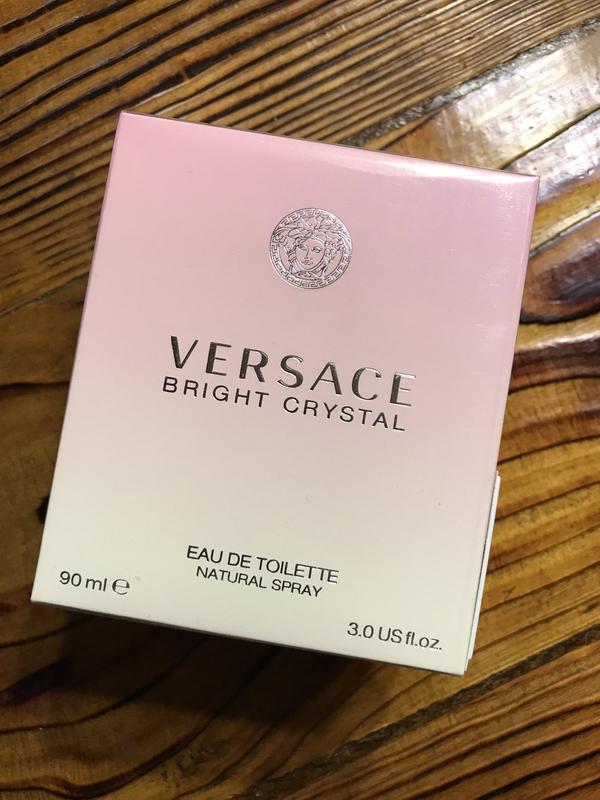 VERSACE
BRIGHT CRYSTAL
EAU DE TOILETTE
NATURAL SPRAY
90 ml ℮
3.0 US fl.oz.